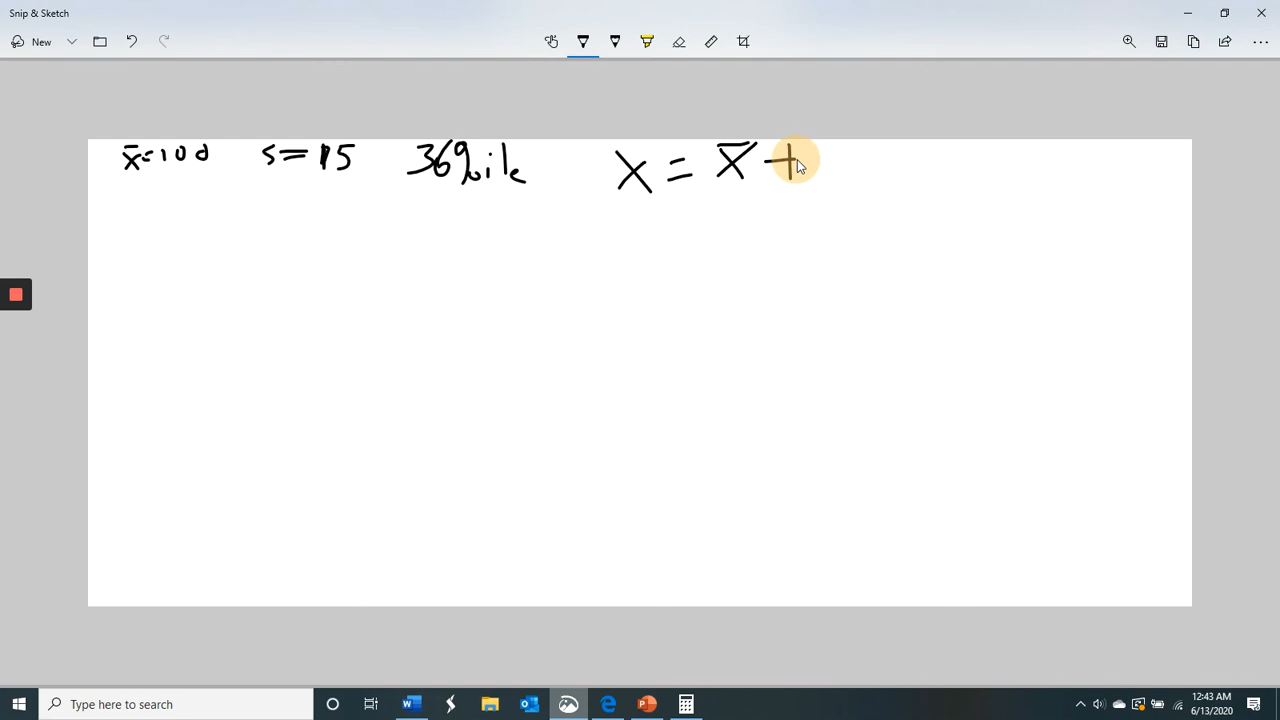 Snip & Sketch
New
x̄=100 s=15 36%ile x = x̄ +
Type here to search
12:43 AM
6/13/2020